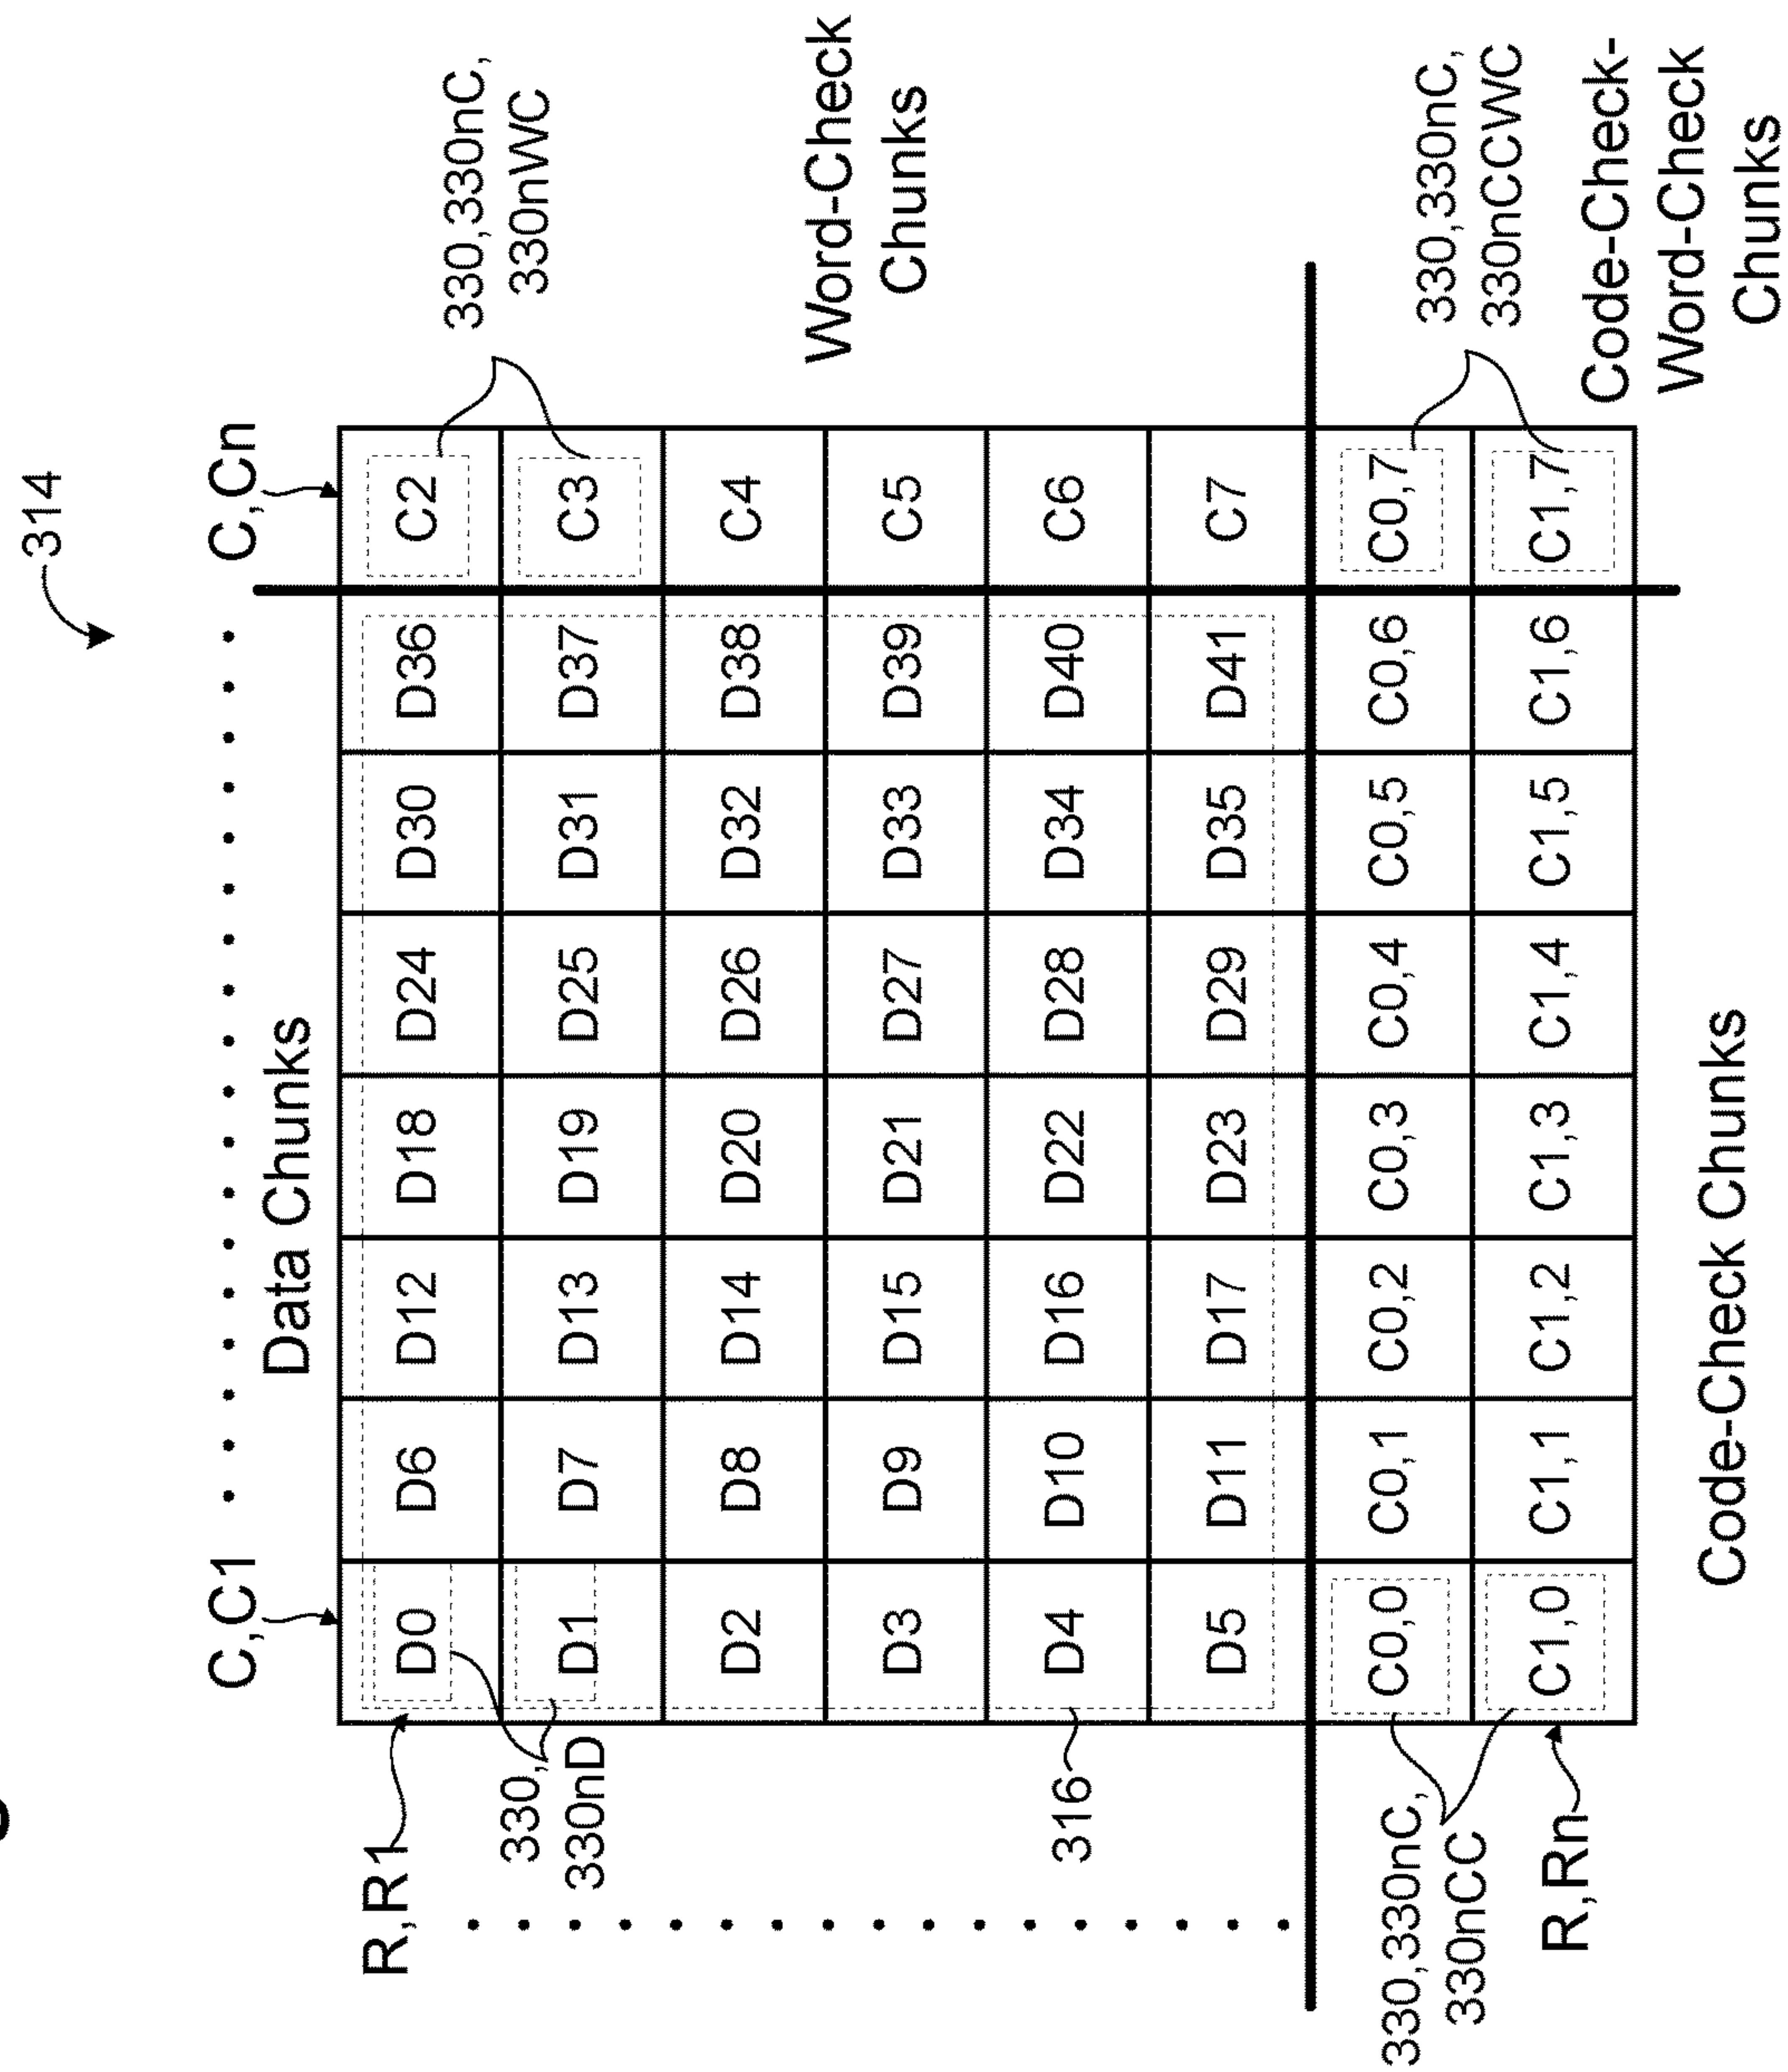 314
C,C1 C,Cn
Data Chunks
R,R1
D0 D6 D12 D18 D24 D30 D36 C2
330,330nC,
330nWC
330,
330nD
D1 D7 D13 D19 D25 D31 D37 C3
D2 D8 D14 D20 D26 D32 D38 C4
Word-Check
Chunks
D3 D9 D15 D21 D27 D33 D39 C5
316
D4 D10 D16 D22 D28 D34 D40 C6
D5 D11 D17 D23 D29 D35 D41 C7
330,330nC,
330nCC
C0,0 C0,1 C0,2 C0,3 C0,4 C0,5 C0,6 C0,7
330,330nC,
330nCCWC
R,Rn
C1,0 C1,1 C1,2 C1,3 C1,4 C1,5 C1,6 C1,7
Code-Check Chunks
Code-Check-
Word-Check
Chunks